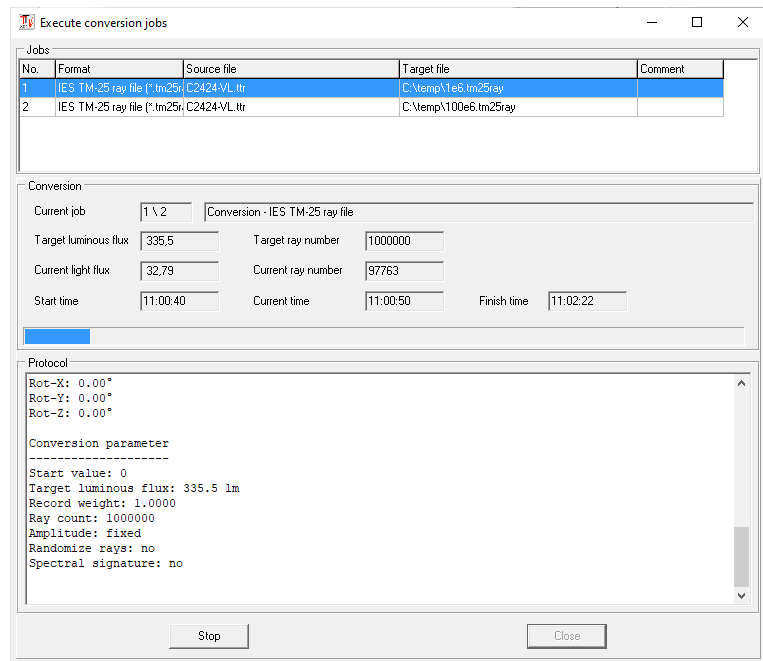 Execute conversion jobs
Jobs
No. Format Source file Target file Comment
1 IES TM-25 ray file (*.tm25r C2424-VL.ttr C:\temp\1e6.tm25ray
2 IES TM-25 ray file (*.tm25r C2424-VL.ttr C:\temp\100e6.tm25ray
Conversion
Current job 1 \ 2 Conversion - IES TM-25 ray file
Target luminous flux 335,5 Target ray number 1000000
Current light flux 32,79 Current ray number 97763
Start time 11:00:40 Current time 11:00:50 Finish time 11:02:22
Protocol
Rot-X: 0.00°
Rot-Y: 0.00°
Rot-Z: 0.00°
Conversion parameter
--------------------
Start value: 0
Target luminous flux: 335.5 lm
Record weight: 1.0000
Ray count: 1000000
Amplitude: fixed
Randomize rays: no
Spectral signature: no
Stop Close